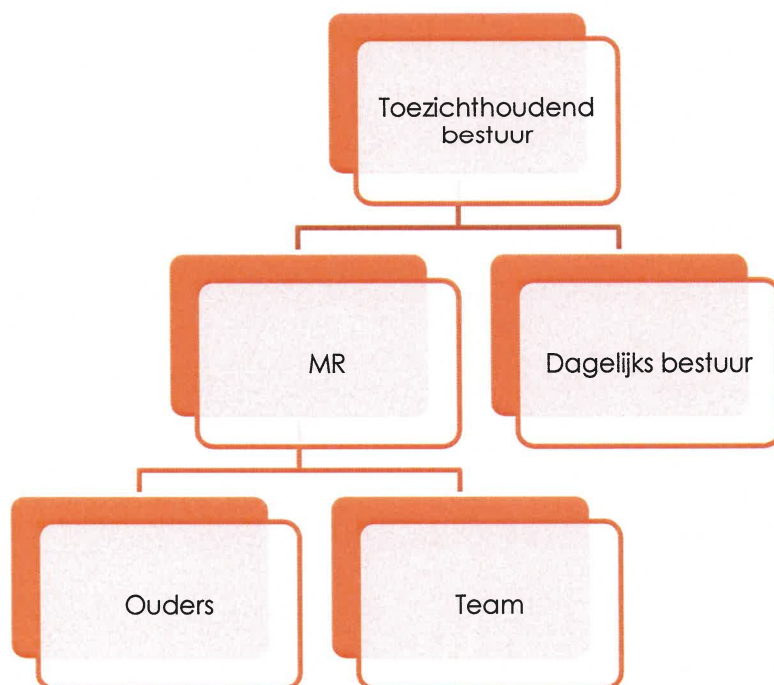 Toezichthoudend
bestuur
MR
Dagelijks bestuur
Ouders
Team